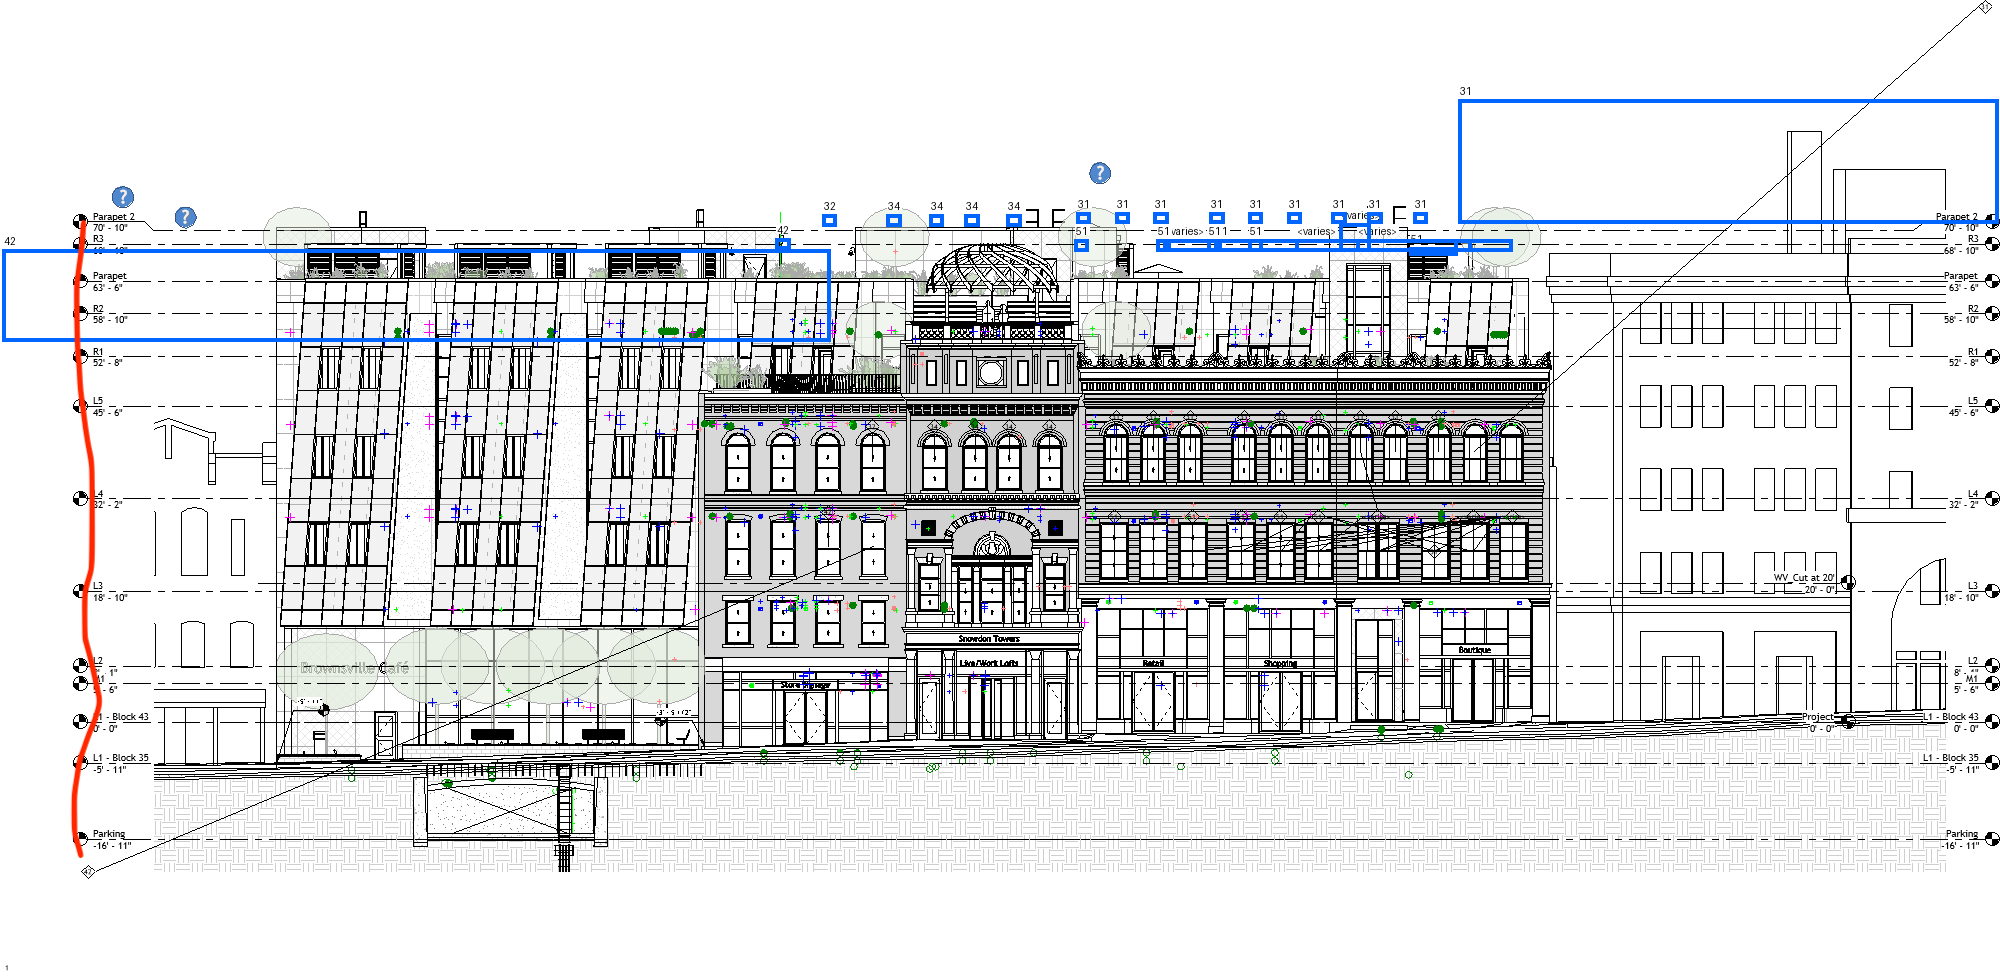 31
32
34
34
34
34
31
31
31
31
31
31
31
31
31
<varies>
Parapet 2
70' - 10"
R3
42
42
51
51
<varies>
511
51
<varies>
<varies>
Parapet 2
70' - 10"
R3
68' - 10"
Parapet
63' - 6"
Parapet
63' - 6"
R2
58' - 10"
R2
58' - 10"
R1
52' - 8"
R1
52' - 8"
L5
45' - 6"
L5
45' - 6"
L4
32' - 2"
L4
32' - 2"
WV_Cut at 20'
20' - 0"
L3
18' - 10"
L3
18' - 10"
Snowdon Towers
Brownsville Café
Live/Work Lofts
Retail
Shopping
Boutique
L2
L2
8' - 1"
M1
5' - 6"
M1
5' - 6"
L1 - Block 43
0' - 0"
Project
0' - 0"
L1 - Block 43
0' - 0"
L1 - Block 35
-5' - 11"
L1 - Block 35
-5' - 11"
Parking
-16' - 11"
Parking
-16' - 11"
1